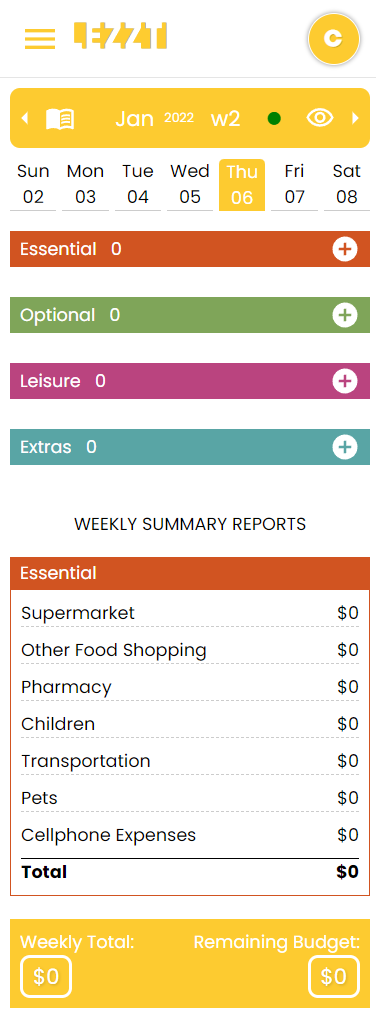 LEZZT
C
Jan 2022 w2
Sun Mon Tue Wed Thu Fri Sat
02 03 04 05 06 07 08
Essential 0
Optional 0
Leisure 0
Extras 0
WEEKLY SUMMARY REPORTS
Essential
Supermarket $0
Other Food Shopping $0
Pharmacy $0
Children $0
Transportation $0
Pets $0
Cellphone Expenses $0
Total $0
Weekly Total: Remaining Budget:
$0 $0